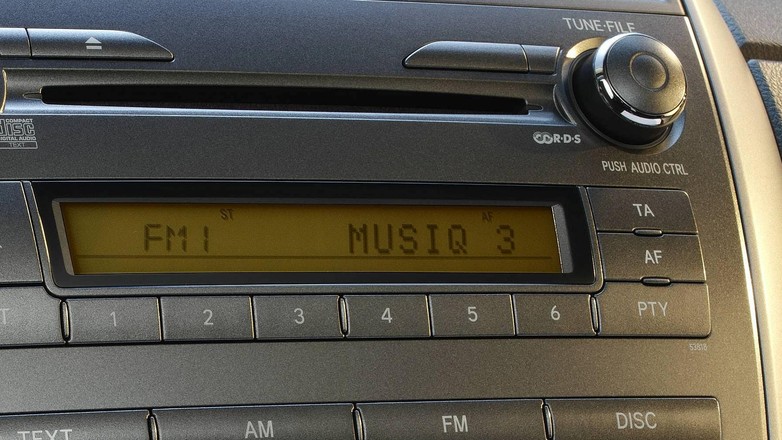 TUNE·FILE
COMPACT
disc
DIGITAL AUDIO
TEXT
R·D·S
PUSH AUDIO CTRL
ST
AF
FM1 MUSIQ 3
TA
AF
PTY
1 2 3 4 5 6
53818
TEXT AM FM DISC